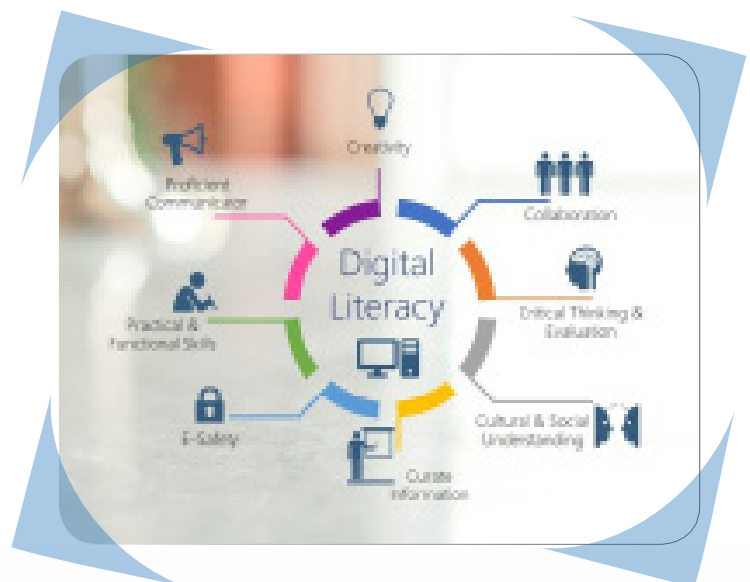 Creativity
Proficient
Communicator
Collaboration
Digital
Literacy
Critical Thinking &
Evaluation
Practical &
Functional Skills
Cultural & Social
Understanding
E-Safety
Curate
Information